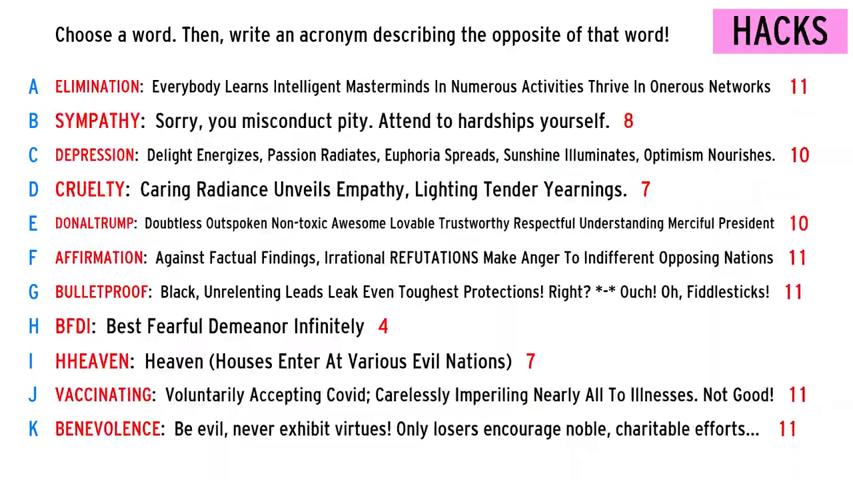 Choose a word. Then, write an acronym describing the opposite of that word! HACKS
A ELIMINATION: Everybody Learns Intelligent Masterminds In Numerous Activities Thrive In Onerous Networks 11
B SYMPATHY: Sorry, you misconduct pity. Attend to hardships yourself. 8
C DEPRESSION: Delight Energizes, Passion Radiates, Euphoria Spreads, Sunshine Illuminates, Optimism Nourishes. 10
D CRUELTY: Caring Radiance Unveils Empathy, Lighting Tender Yearnings. 7
E DONALTRUMP: Doubtless Outspoken Non-toxic Awesome Lovable Trustworthy Respectful Understanding Merciful President 10
F AFFIRMATION: Against Factual Findings, Irrational REFUTATIONS Make Anger To Indifferent Opposing Nations 11
G BULLETPROOF: Black, Unrelenting Leads Leak Even Toughest Protections! Right? *-* Ouch! Oh, Fiddlesticks! 11
H BFDI: Best Fearful Demeanor Infinitely 4
I HHEAVEN: Heaven (Houses Enter At Various Evil Nations) 7
J VACCINATING: Voluntarily Accepting Covid; Carelessly Imperiling Nearly All To Illnesses. Not Good! 11
K BENEVOLENCE: Be evil, never exhibit virtues! Only losers encourage noble, charitable efforts... 11